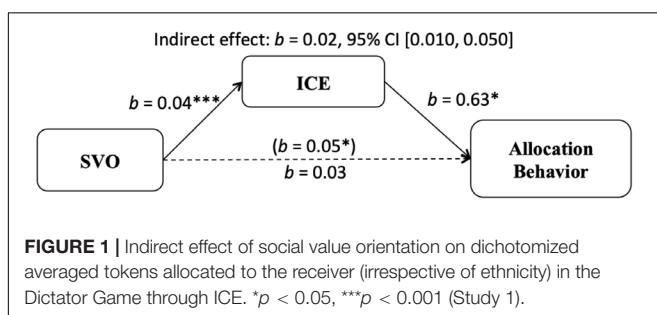 Indirect effect: b = 0.02, 95% CI [0.010, 0.050]
ICE
b = 0.04***
b = 0.63*
SVO
(b = 0.05*)
b = 0.03
Allocation
Behavior
FIGURE 1 | Indirect effect of social value orientation on dichotomized
averaged tokens allocated to the receiver (irrespective of ethnicity) in the
Dictator Game through ICE. *p < 0.05, ***p < 0.001 (Study 1).